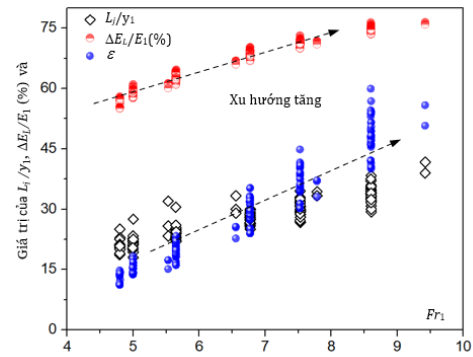 L_j/y_1
ΔE_L/E_1(%)
ε
Xu hướng tăng
Giá trị của L_j/y_1, ΔE_L/E_1 (%) và
75
60
45
30
15
0
4
5
6
7
8
9
10
Fr_1